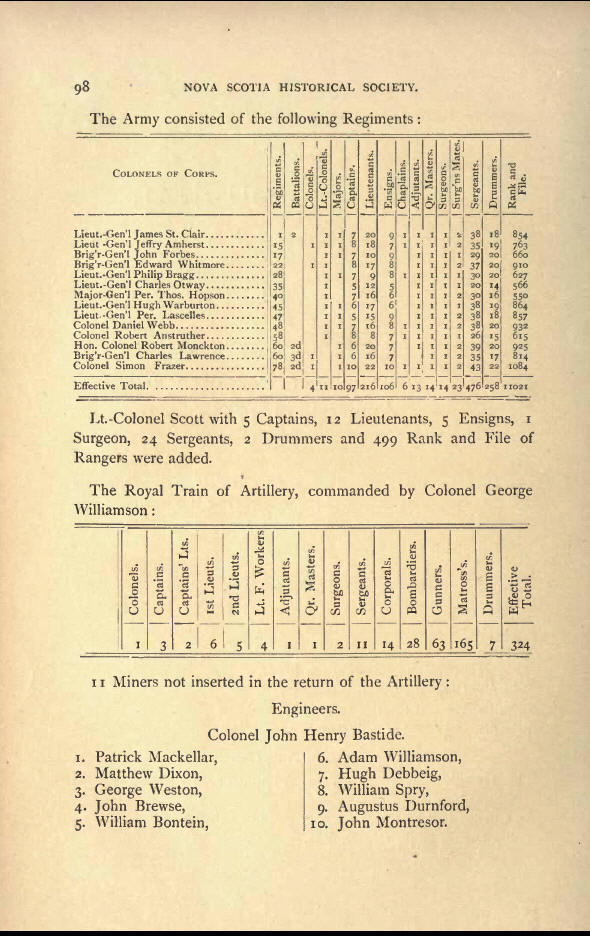 98 NOVA SCOTIA HISTORICAL SOCIETY.
The Army consisted of the following Regiments :
COLONELS OF CORPS. Regiments. Battalions. Colonels. Lt.-Colonels. Majors. Captains. Lieutenants. Ensigns. Chaplains. Adjutants. Qr. Masters. Surgeons. Surg'ns Mates. Sergeants. Drummers. Rank and File.
Lieut.-Gen'l James St. Clair............ 1 2 1 1 7 20 9 1 1 1 1 2 38 18 854
Lieut -Gen'l Jeffry Amherst............ 15 1 1 1 8 18 7 1 1 1 1 2 35 19 763
Brig'r-Gen'l John Forbes............ 17 1 1 7 10 9 1 1 1 1 29 20 660
Brig'r-Gen'l Edward Whitmore........ 22 1 1 8 17 8 1 1 1 2 37 20 910
Lieut.-Gen'l Philip Bragg............ 28 1 1 7 9 8 1 1 1 1 1 30 20 627
Lieut.-Gen'l Charles Otway............ 35 1 5 12 5 1 1 1 1 20 14 566
Major-Gen'l Per. Thos. Hopson........ 40 1 7 16 6 1 1 1 2 30 16 550
Lieut.-Gen'l Hugh Warburton........ 45 1 1 6 17 6 1 1 1 1 38 19 864
Lieut.-Gen'l Per. Lascelles............ 47 1 1 5 15 9 1 1 1 2 38 18 857
Colonel Daniel Webb............ 48 1 1 7 16 8 1 1 1 1 2 38 20 932
Colonel Robert Anstruther............ 58 1 8 8 7 1 1 1 1 1 26 15 615
Hon. Colonel Robert Monckton........ 60 2d 1 6 20 7 1 1 1 2 39 20 925
Brig'r-Gen'l Charles Lawrence........ 60 3d 1 1 6 16 7 1 1 2 35 17 814
Colonel Simon Frazer............ 78 2d 1 1 10 22 10 1 1 1 1 2 43 22 1084
Effective Total. ........................ 4 11 10 97 216 106 6 13 14 14 23 476 258 11021
Lt.-Colonel Scott with 5 Captains, 12 Lieutenants, 5 Ensigns, 1
Surgeon, 24 Sergeants, 2 Drummers and 499 Rank and File of
Rangers were added.
The Royal Train of Artillery, commanded by Colonel George
Williamson :
Colonels. Captains. Captains' Lts. 1st Lieuts. 2nd Lieuts. Lt. F. Workers Adjutants. Qr. Masters. Surgeons. Sergeants. Corporals. Bombardiers. Gunners. Matross's. Drummers. Effective Total.
1 3 2 6 5 4 1 1 2 11 14 28 63 165 7 324
11 Miners not inserted in the return of the Artillery :
Engineers.
Colonel John Henry Bastide.
1. Patrick Mackellar,
2. Matthew Dixon,
3. George Weston,
4. John Brewse,
5. William Bontein,
6. Adam Williamson,
7. Hugh Debbeig,
8. William Spry,
9. Augustus Durnford,
10. John Montresor.